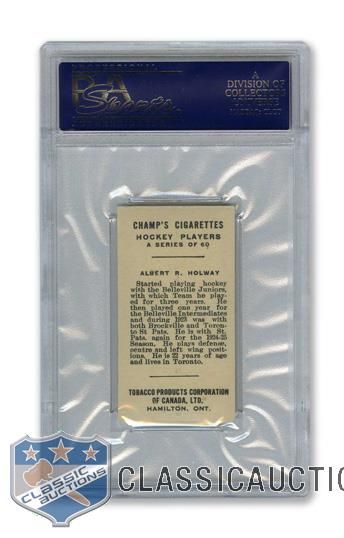 PROFESSIONAL
PSA
Sports
A
DIVISION OF
COLLECTORS
UNIVERSE
CHAMP'S CIGARETTES
HOCKEY PLAYERS
A SERIES OF 60
ALBERT R. HOLWAY
Started playing hockey
with the Belleville Juniors,
with which Team he play-
ed for three years. He
then played one year for
the Belleville Intermediates
and during 1923 was with
both Brockville and Toron-
to St Pats. He is with St.
Pats. again for the 1924-25
Season. He plays defense,
centre and left wing posi-
tions. He is 22 years of age
and lives in Toronto.
TOBACCO PRODUCTS CORPORATION
OF CANADA, LTD.
HAMILTON, ONT.
CLASSIC
AUCTIONS
CLASSICAUCTIO